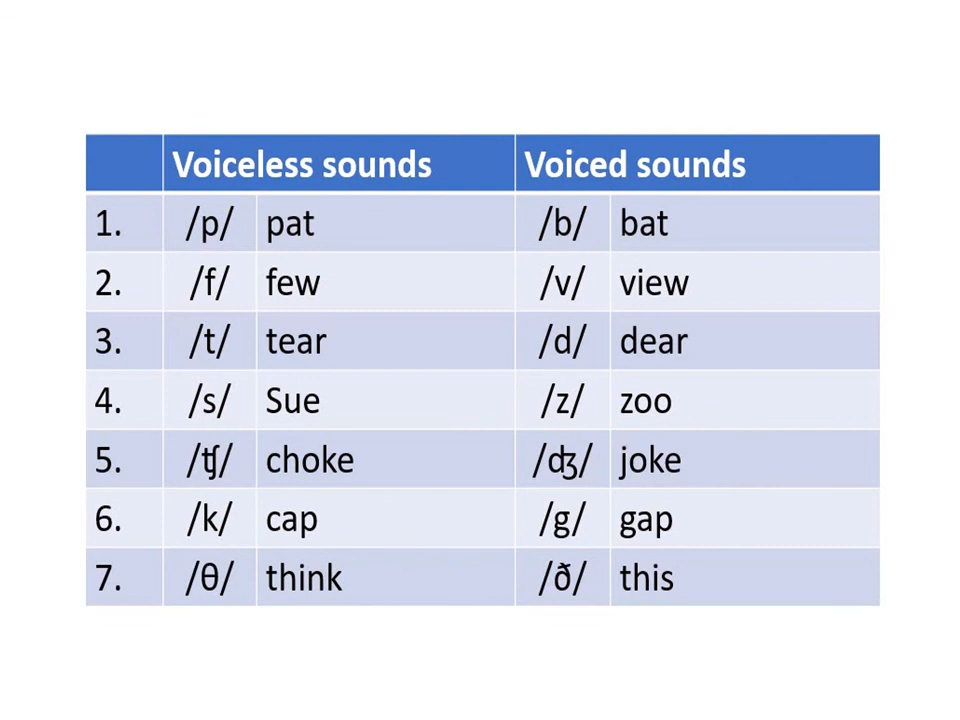 Voiceless sounds Voiced sounds
1. /p/ pat /b/ bat
2. /f/ few /v/ view
3. /t/ tear /d/ dear
4. /s/ Sue /z/ zoo
5. /ʧ/ choke /ʤ/ joke
6. /k/ cap /g/ gap
7. /θ/ think /ð/ this